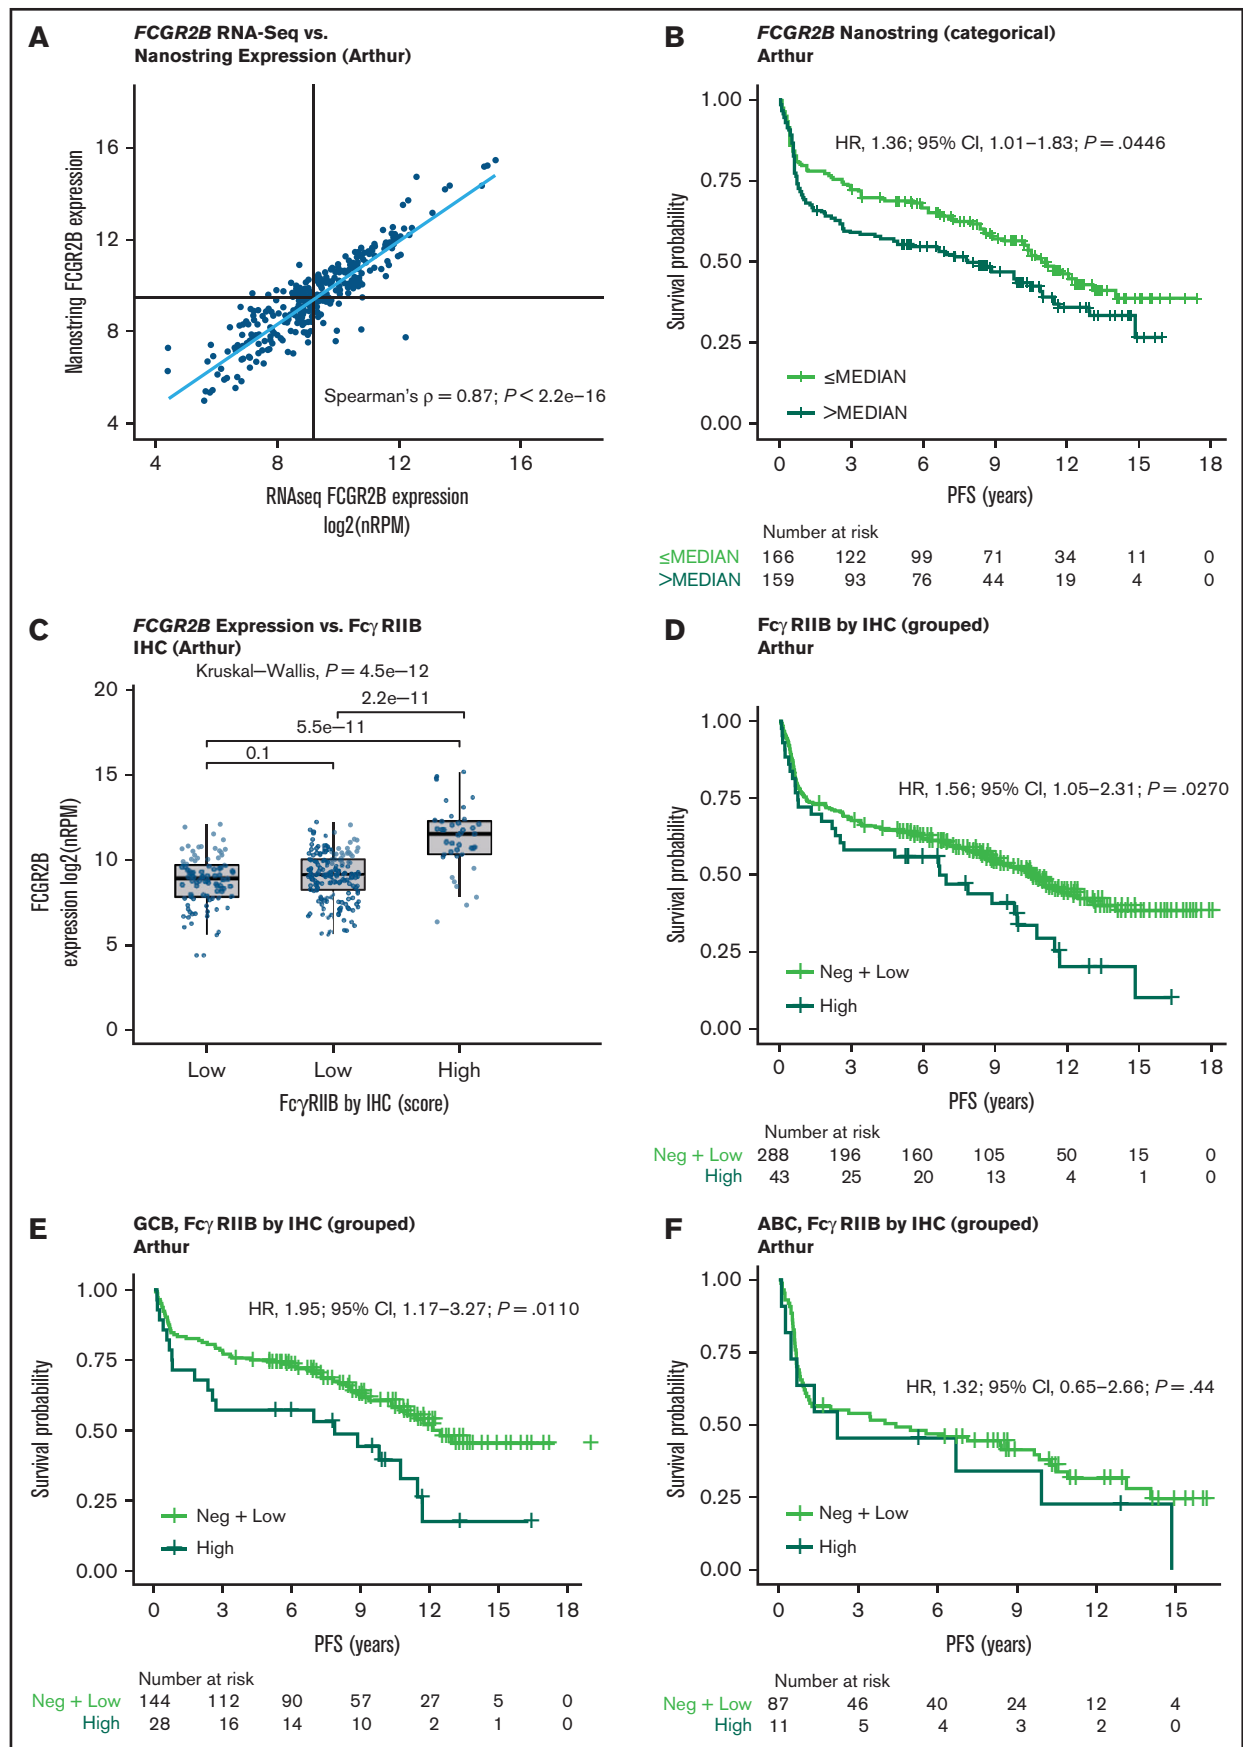 A
FCGR2B RNA-Seq vs.
Nanostring Expression (Arthur)
16
12
8
4
Nanostring FCGR2B expression
Spearman's ρ = 0.87; P < 2.2e–16
4 8 12 16
RNAseq FCGR2B expression
log2(nRPM)
B
FCGR2B Nanostring (categorical)
Arthur
1.00
0.75
0.50
0.25
0.00
Survival probability
HR, 1.36; 95% CI, 1.01–1.83; P = .0446
≤MEDIAN
>MEDIAN
0 3 6 9 12 15 18
PFS (years)
Number at risk
≤MEDIAN 166 122 99 71 34 11 0
>MEDIAN 159 93 76 44 19 4 0
C
FCGR2B Expression vs. Fcγ RIIB
IHC (Arthur)
Kruskal–Wallis, P = 4.5e–12
2.2e–11
5.5e–11
0.1
20
15
10
5
0
FCGR2B
expression log2(nRPM)
Low Low High
FcγRIIB by IHC (score)
D
Fcγ RIIB by IHC (grouped)
Arthur
1.00
0.75
0.50
0.25
0.00
Survival probability
HR, 1.56; 95% CI, 1.05–2.31; P = .0270
Neg + Low
High
0 3 6 9 12 15 18
PFS (years)
Number at risk
Neg + Low 288 196 160 105 50 15 0
High 43 25 20 13 4 1 0
E
GCB, Fcγ RIIB by IHC (grouped)
Arthur
1.00
0.75
0.50
0.25
0.00
Survival probability
HR, 1.95; 95% CI, 1.17–3.27; P = .0110
Neg + Low
High
0 3 6 9 12 15 18
PFS (years)
Number at risk
Neg + Low 144 112 90 57 27 5 0
High 28 16 14 10 2 1 0
F
ABC, Fcγ RIIB by IHC (grouped)
Arthur
1.00
0.75
0.50
0.25
0.00
Survival probability
HR, 1.32; 95% CI, 0.65–2.66; P = .44
Neg + Low
High
0 3 6 9 12 15
PFS (years)
Number at risk
Neg + Low 87 46 40 24 12 4
High 11 5 4 3 2 0